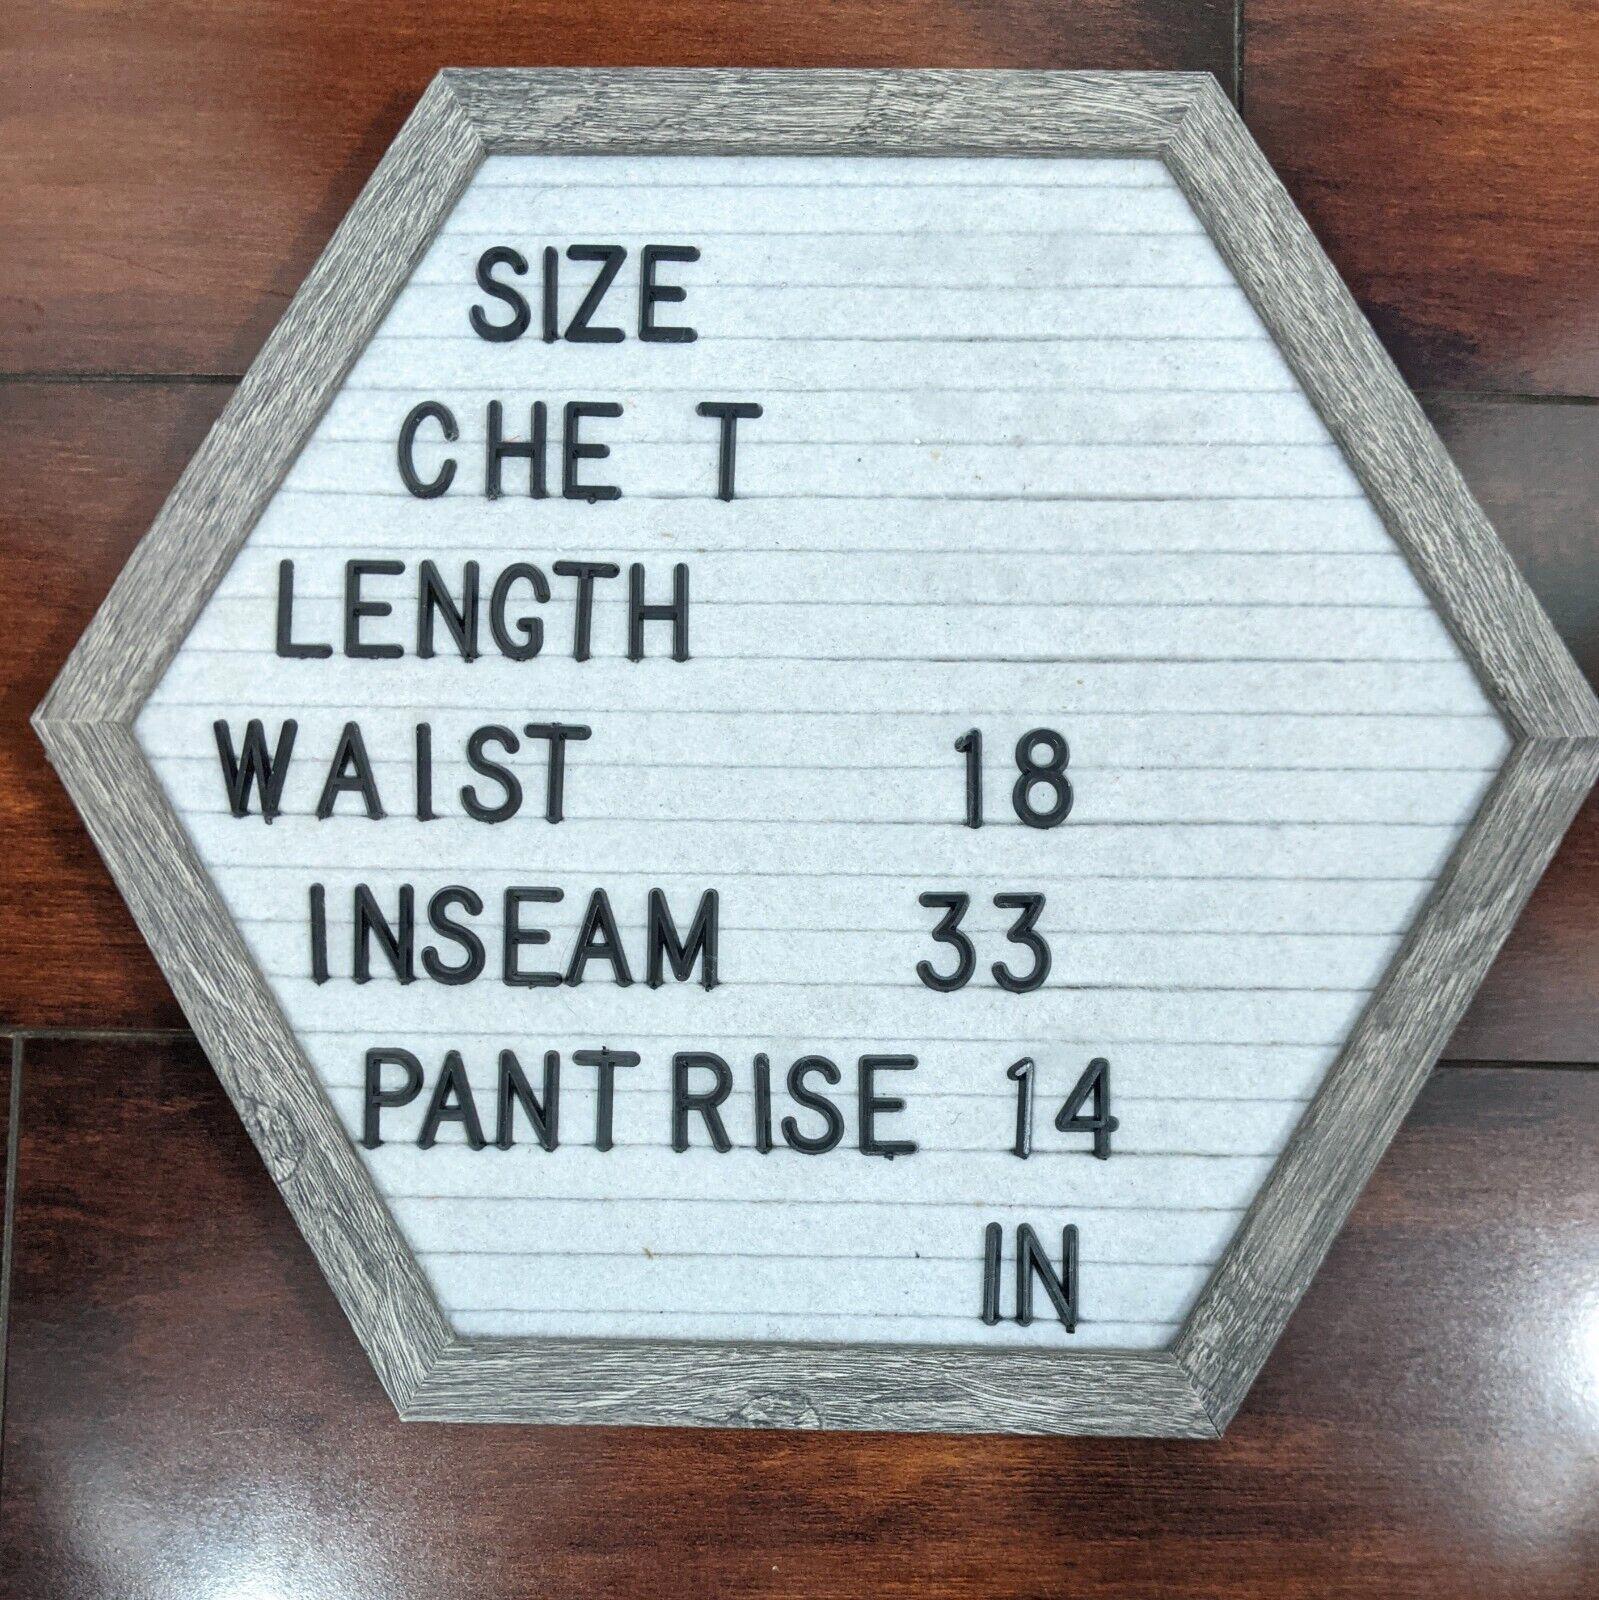 SIZE
CHE T
LENGTH
WAIST 18
INSEAM 33
PANT RISE 14
IN